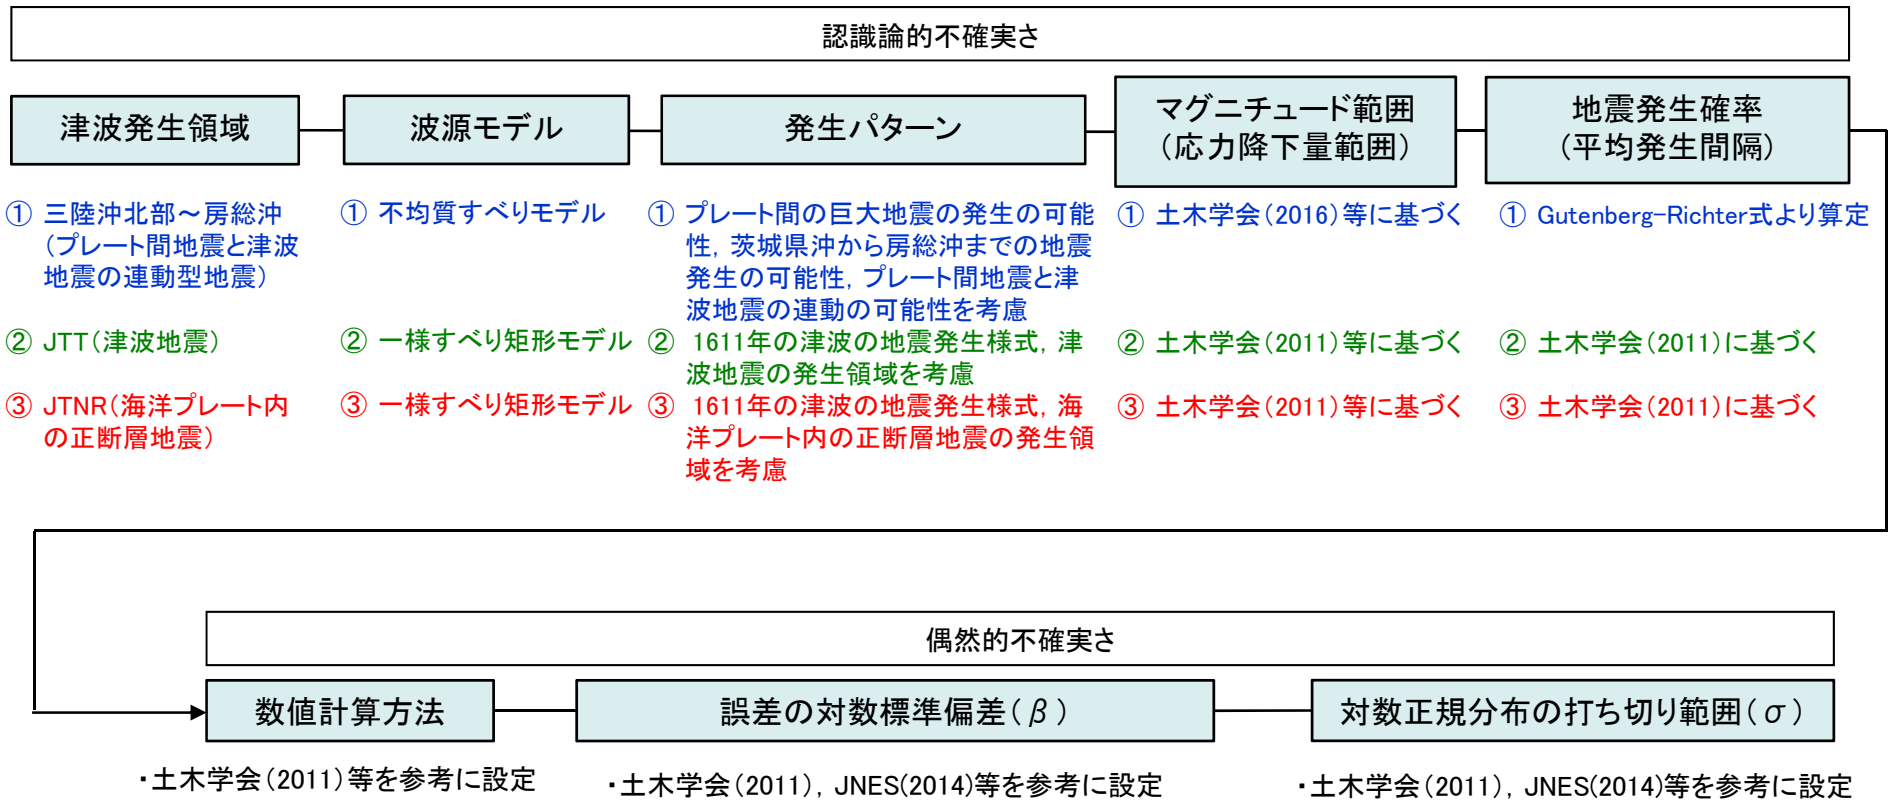 認識論的不確実さ
津波発生領域
波源モデル
発生パターン
マグニチュード範囲
(応力降下量範囲)
地震発生確率
(平均発生間隔)
① 三陸沖北部～房総沖
(プレート間地震と津波
地震の連動型地震)
① 不均質すべりモデル
① プレート間の巨大地震の発生の可能
性，茨城県沖から房総沖までの地震
発生の可能性，プレート間地震と津
波地震の連動の可能性を考慮
① 土木学会(2016)等に基づく
① Gutenberg-Richter式より算定
② JTT(津波地震)
② 一様すべり矩形モデル
② 1611年の津波の地震発生様式，津
波地震の発生領域を考慮
② 土木学会(2011)等に基づく
② 土木学会(2011)に基づく
③ JTNR(海洋プレート内
の正断層地震)
③ 一様すべり矩形モデル
③ 1611年の津波の地震発生様式，海
洋プレート内の正断層地震の発生領
域を考慮
③ 土木学会(2011)等に基づく
③ 土木学会(2011)に基づく
偶然的不確実さ
数値計算方法
誤差の対数標準偏差(β)
対数正規分布の打ち切り範囲(σ)
・土木学会(2011)等を参考に設定
・土木学会(2011)，JNES(2014)等を参考に設定
・土木学会(2011)，JNES(2014)等を参考に設定